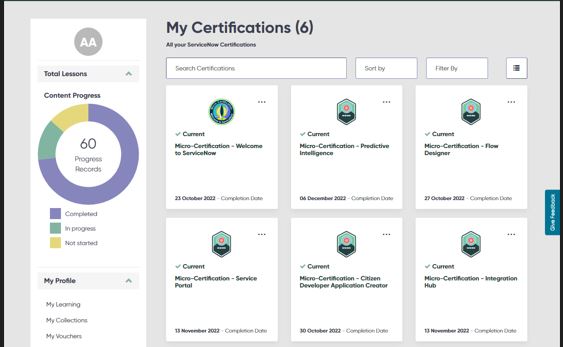 AA
Total Lessons
Content Progress
60
Progress
Records
Completed
In progress
Not started
My Profile
My Learning
My Collections
My Vouchers
My Certifications (6)
All your ServiceNow Certifications
Search Certifications
Sort by
Filter By
Current
Micro-Certification - Welcome
to ServiceNow
23 October 2022 - Completion Date
Current
Micro-Certification - Predictive
Intelligence
06 December 2022 - Completion Date
Current
Micro-Certification - Flow
Designer
27 October 2022 - Completion Date
Current
Micro-Certification - Service
Portal
13 November 2022 - Completion Date
Current
Micro-Certification - Citizen
Developer Application Creator
30 October 2022 - Completion Date
Current
Micro-Certification - Integration
Hub
13 November 2022 - Completion Date
Give Feedback